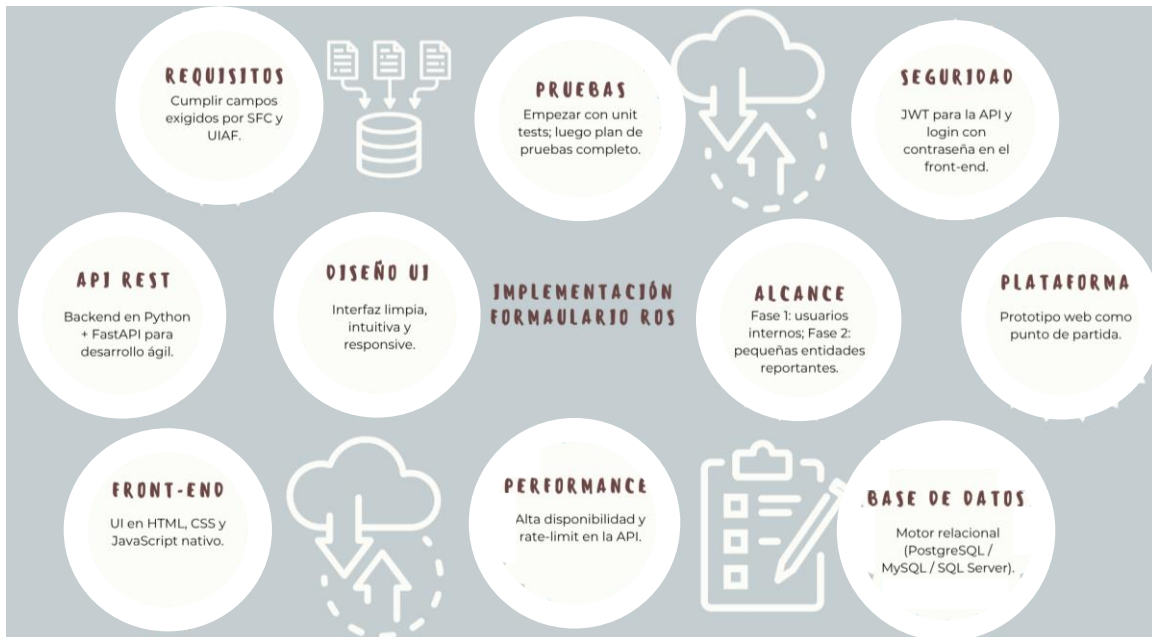 REQUISITOS
Cumplir campos
exigidos por SFC y
UIAF.
PRUEBAS
Empezar con unit
tests; luego plan de
pruebas completo.
SEGURIDAD
JWT para la API y
login con
contraseña en el
front-end.
API REST
Backend en Python
+ FastAPI para
desarrollo ágil.
DISEÑO UI
Interfaz limpia,
intuitiva y
responsive.
IMPLEMENTACIÓN
FORMAULARIO ROS
ALCANCE
Fase 1: usuarios
internos; Fase 2:
pequeñas entidades
reportantes.
PLATAFORMA
Prototipo web como
punto de partida.
FRONT-END
UI en HTML, CSS y
JavaScript nativo.
PERFORMANCE
Alta disponibilidad y
rate-limit en la API.
BASE DE DATOS
Motor relacional
(PostgreSQL /
MySQL / SQL Server).